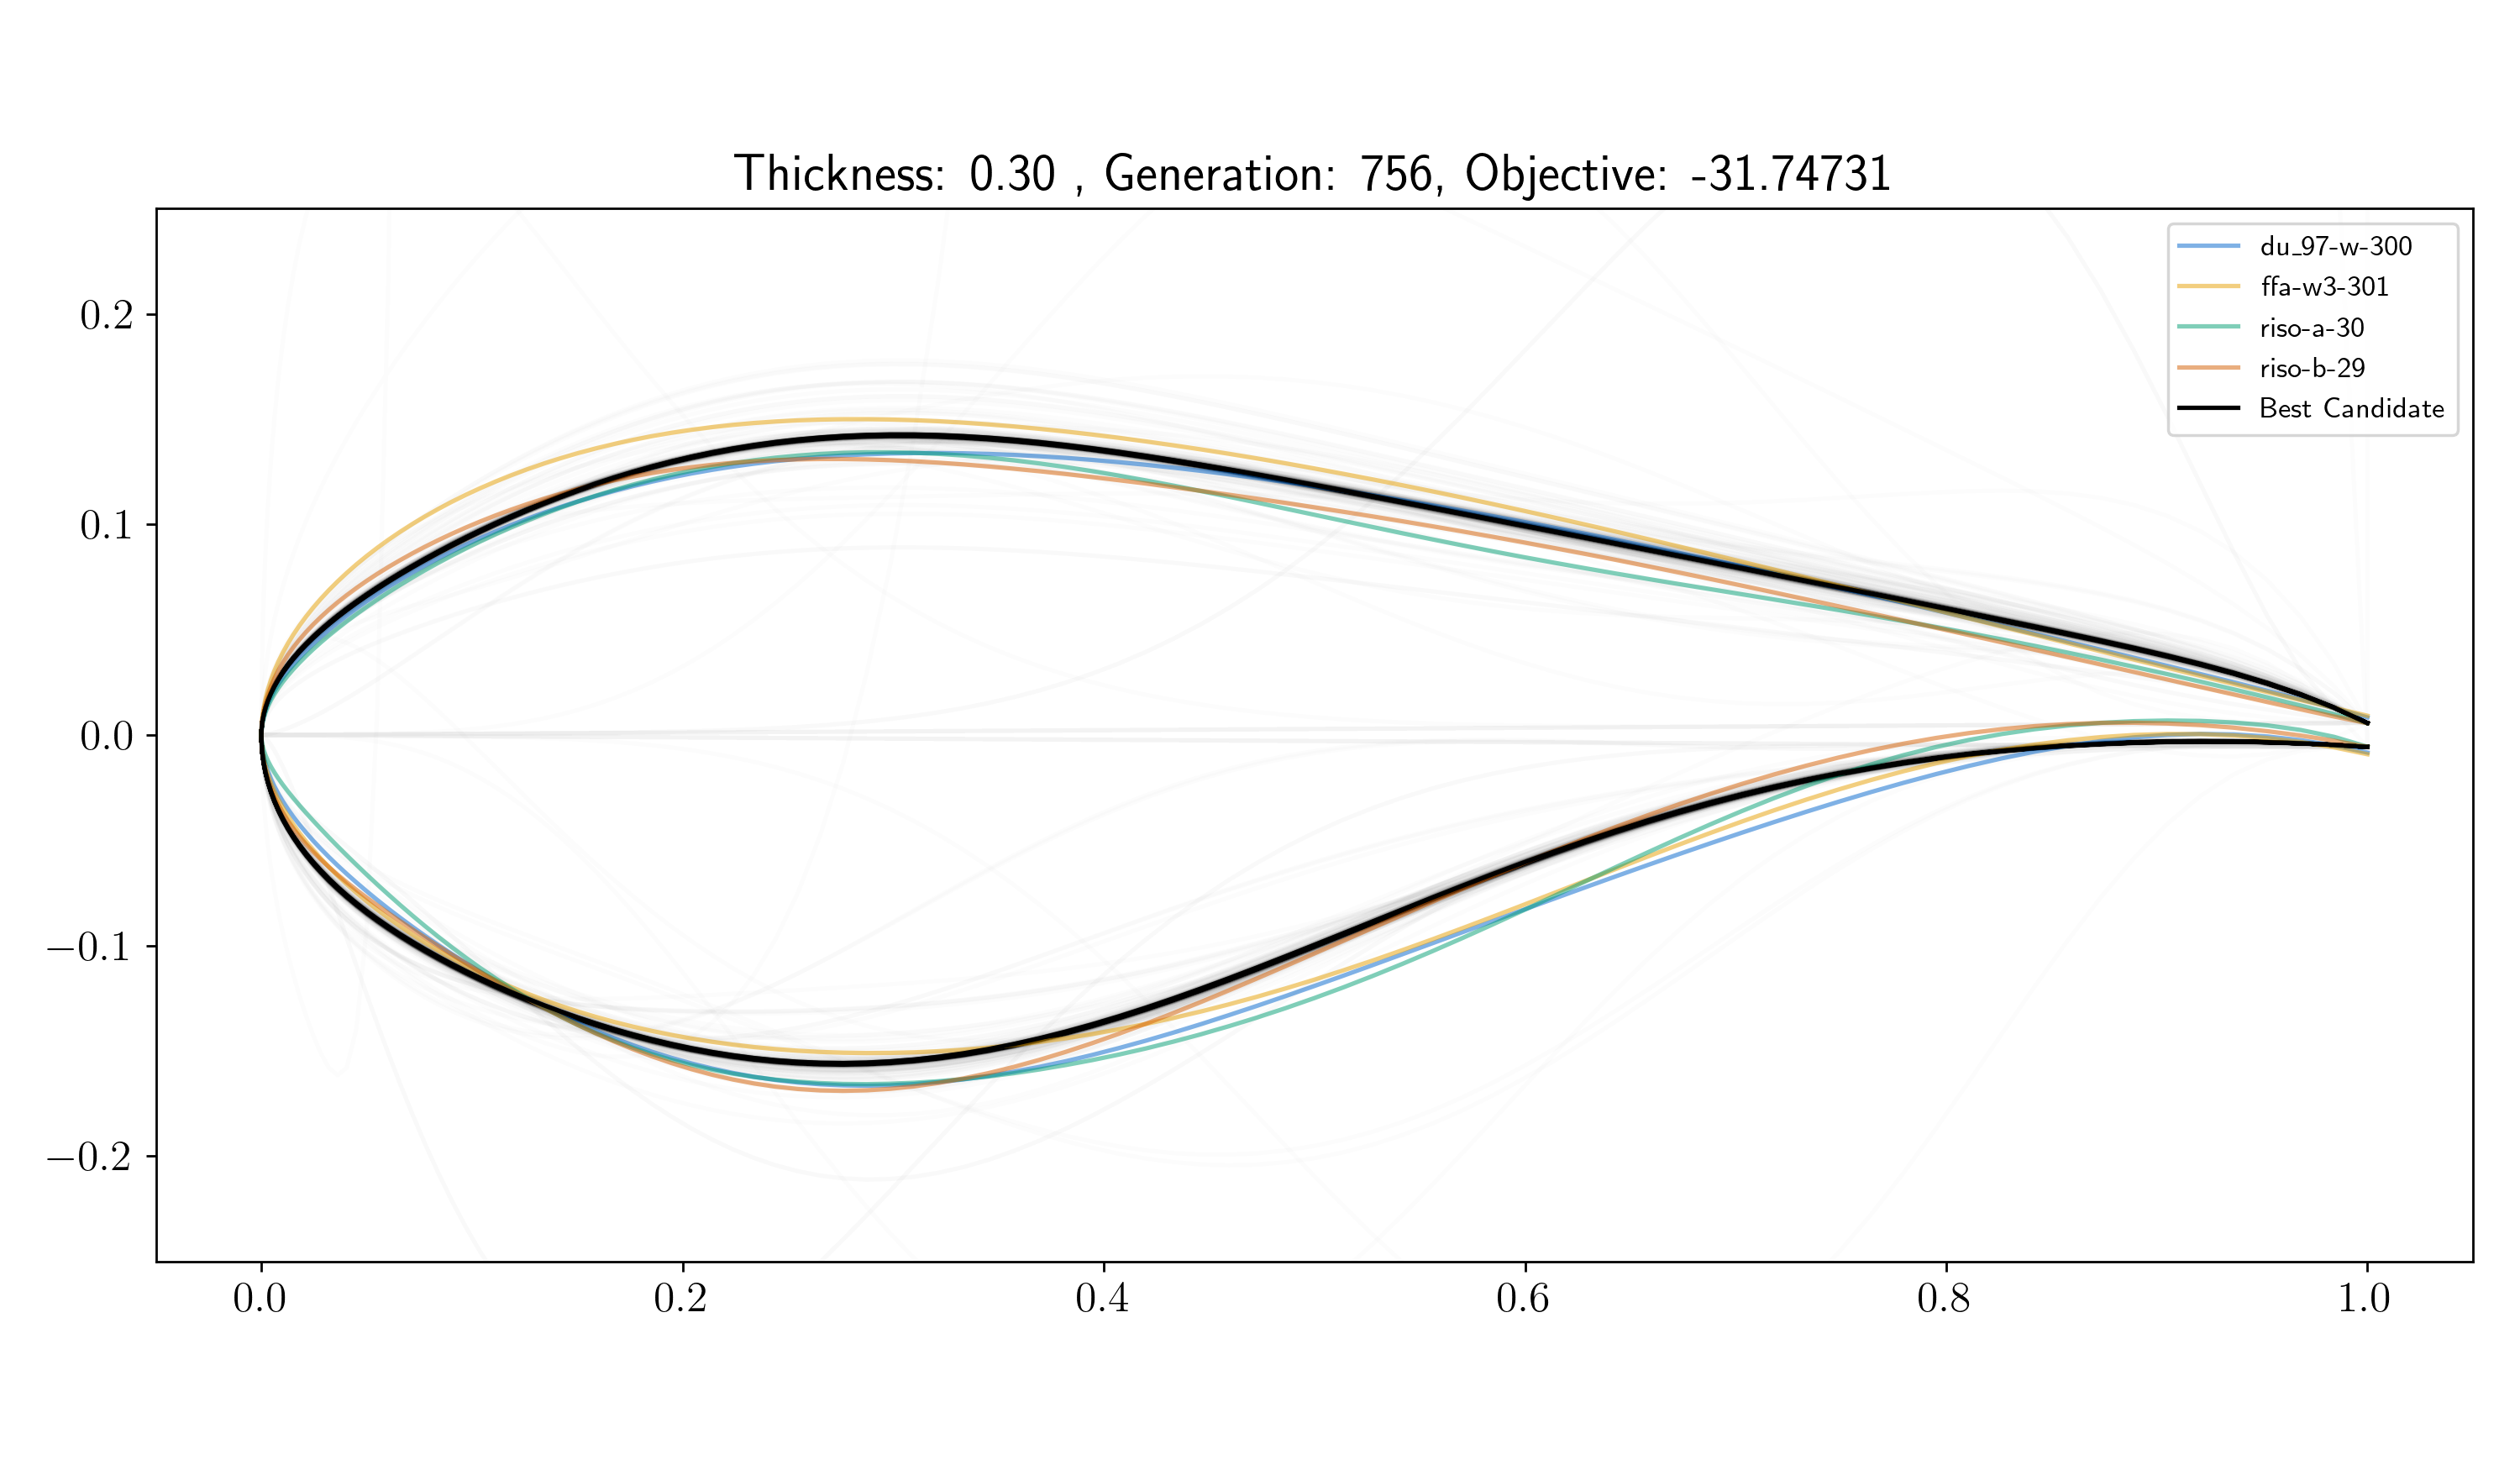 Thickness: 0.30 , Generation: 756, Objective: -31.74731
du_97-w-300
ffa-w3-301
riso-a-30
riso-b-29
Best Candidate
0.2
0.1
0.0
−0.1
−0.2
0.0 0.2 0.4 0.6 0.8 1.0